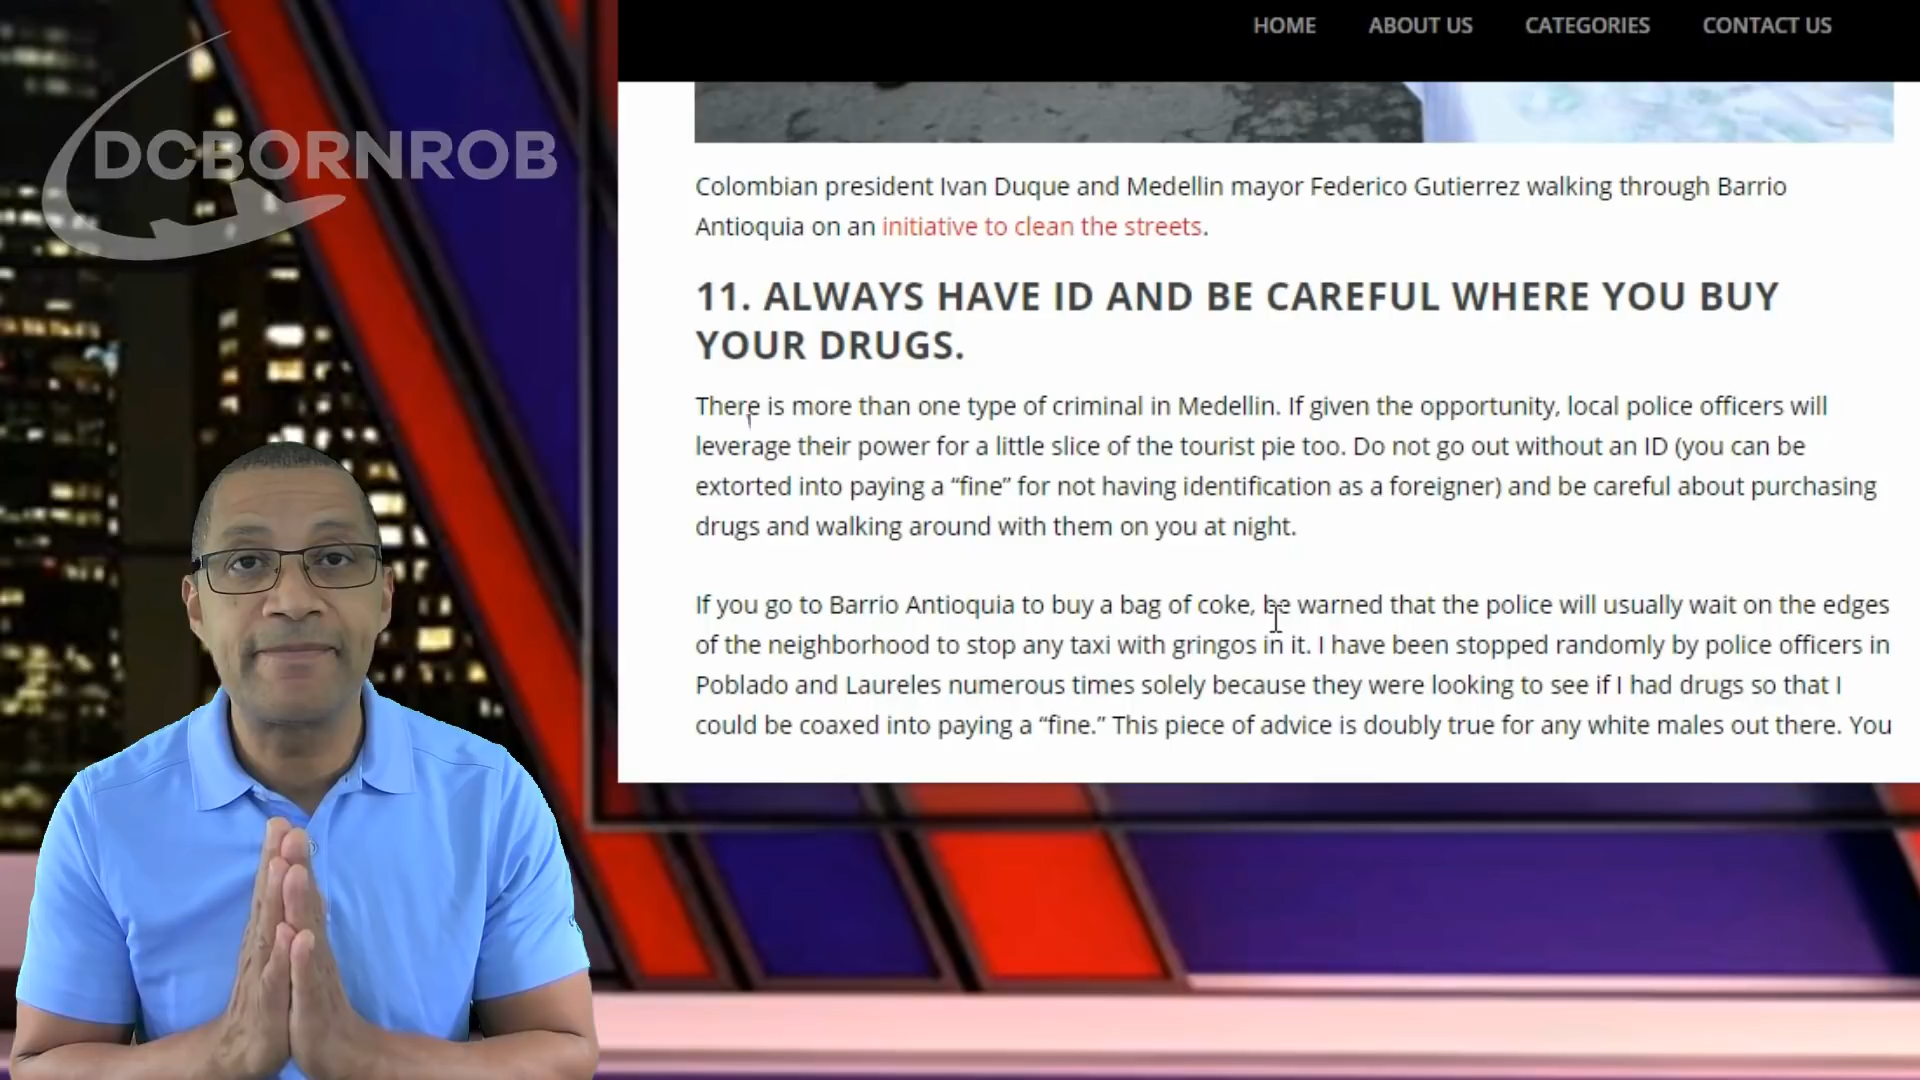 HOME ABOUT US CATEGORIES CONTACT US
DCBORNROB
Colombian president Ivan Duque and Medellin mayor Federico Gutierrez walking through Barrio
Antioquia on an initiative to clean the streets.
11. ALWAYS HAVE ID AND BE CAREFUL WHERE YOU BUY
YOUR DRUGS.
There is more than one type of criminal in Medellin. If given the opportunity, local police officers will
leverage their power for a little slice of the tourist pie too. Do not go out without an ID (you can be
extorted into paying a “fine” for not having identification as a foreigner) and be careful about purchasing
drugs and walking around with them on you at night.
If you go to Barrio Antioquia to buy a bag of coke, be warned that the police will usually wait on the edges
of the neighborhood to stop any taxi with gringos in it. I have been stopped randomly by police officers in
Poblado and Laureles numerous times solely because they were looking to see if I had drugs so that I
could be coaxed into paying a “fine.” This piece of advice is doubly true for any white males out there. You